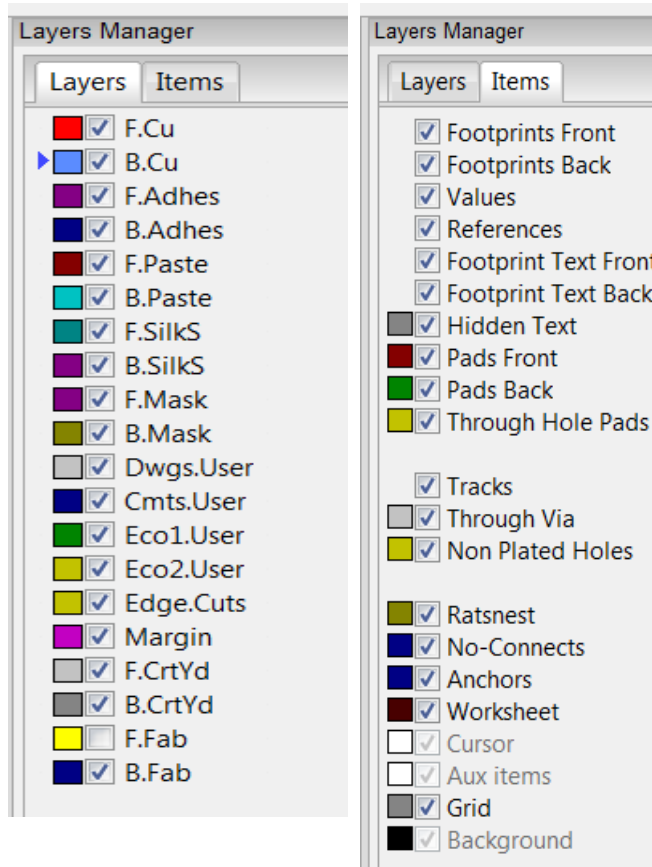 Layers Manager
Layers Items
F.Cu
B.Cu
F.Adhes
B.Adhes
F.Paste
B.Paste
F.SilkS
B.SilkS
F.Mask
B.Mask
Dwgs.User
Cmts.User
Eco1.User
Eco2.User
Edge.Cuts
Margin
F.CrtYd
B.CrtYd
F.Fab
B.Fab
Layers Manager
Layers Items
Footprints Front
Footprints Back
Values
References
Footprint Text Front
Footprint Text Back
Hidden Text
Pads Front
Pads Back
Through Hole Pads
Tracks
Through Via
Non Plated Holes
Ratsnest
No-Connects
Anchors
Worksheet
Cursor
Aux items
Grid
Background